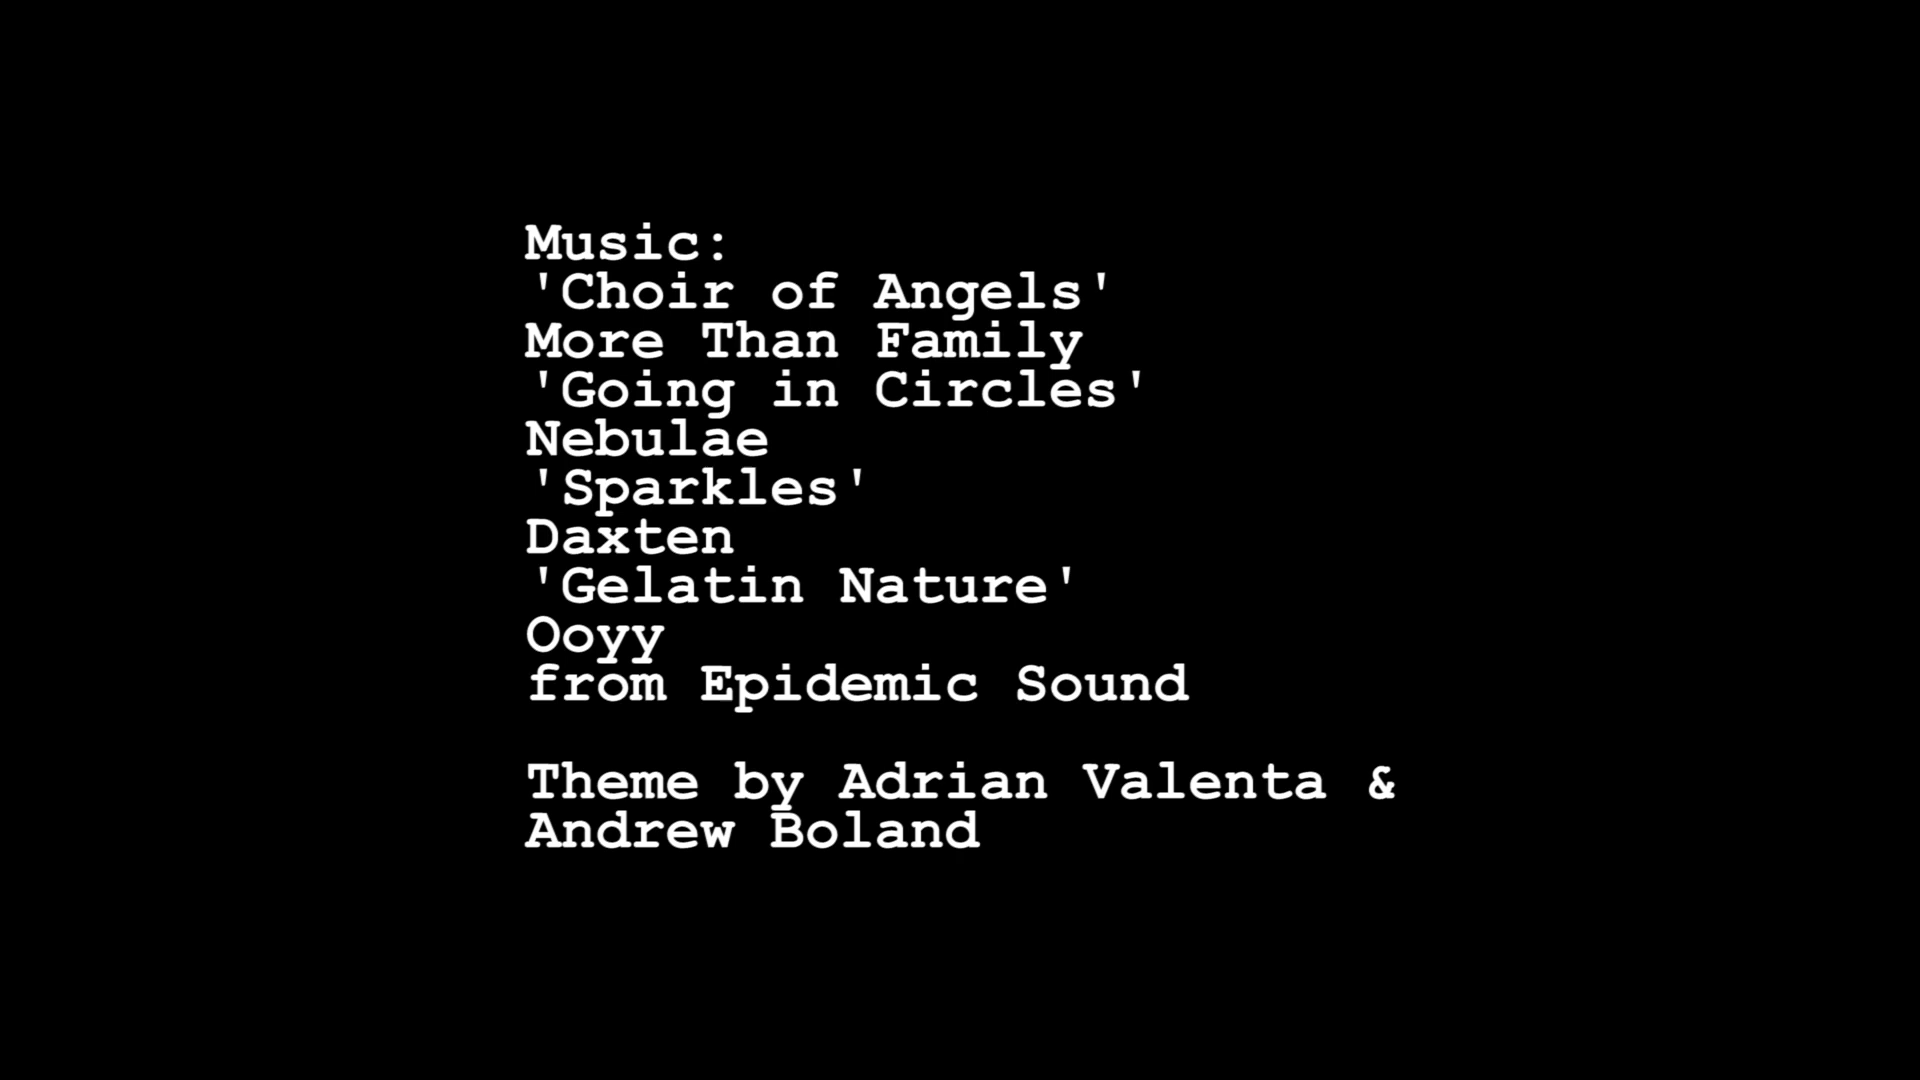 Music:
'Choir of Angels'
More Than Family
'Going in Circles'
Nebulae
'Sparkles'
Daxten
'Gelatin Nature'
Ooyy
from Epidemic Sound
Theme by Adrian Valenta &
Andrew Boland